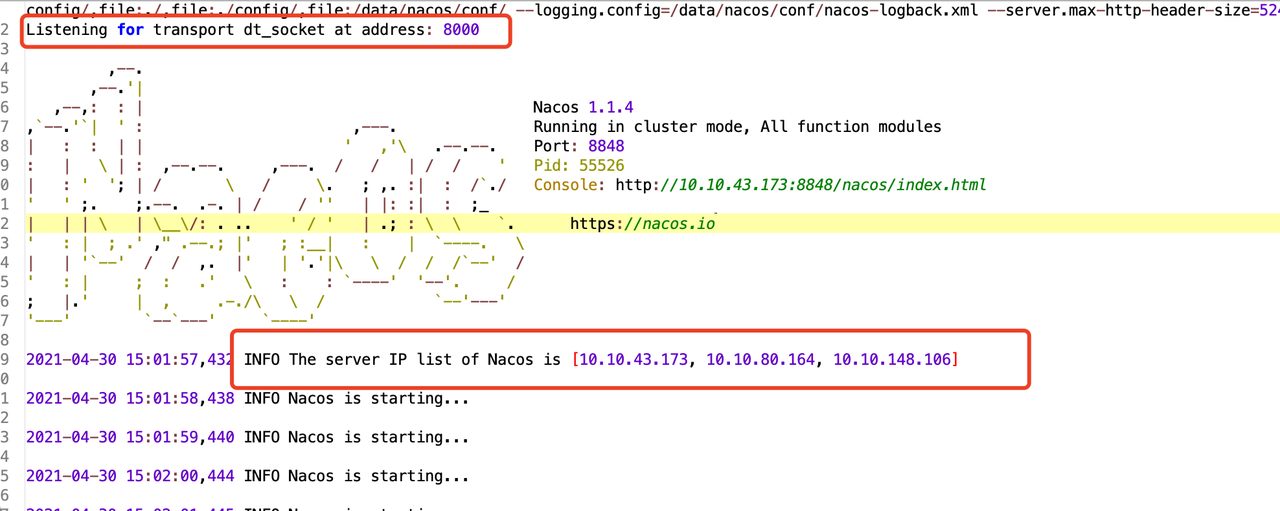 config/,file:./,file:./config/,file:/data/nacos/conf/ --logging.config=/data/nacos/conf/nacos-logback.xml --server.max-http-header-size=524
2 Listening for transport dt_socket at address: 8000
3
4
5
6 Nacos 1.1.4
7 Running in cluster mode, All function modules
8 Port: 8848
9 Pid: 55526
0 Console: http://10.10.43.173:8848/nacos/index.html
1
2 https://nacos.io
3
4
5
6
7
8
9 2021-04-30 15:01:57,432 INFO The server IP list of Nacos is [10.10.43.173, 10.10.80.164, 10.10.148.106]
0
1 2021-04-30 15:01:58,438 INFO Nacos is starting...
2
3 2021-04-30 15:01:59,440 INFO Nacos is starting...
4
5 2021-04-30 15:02:00,444 INFO Nacos is starting...
6